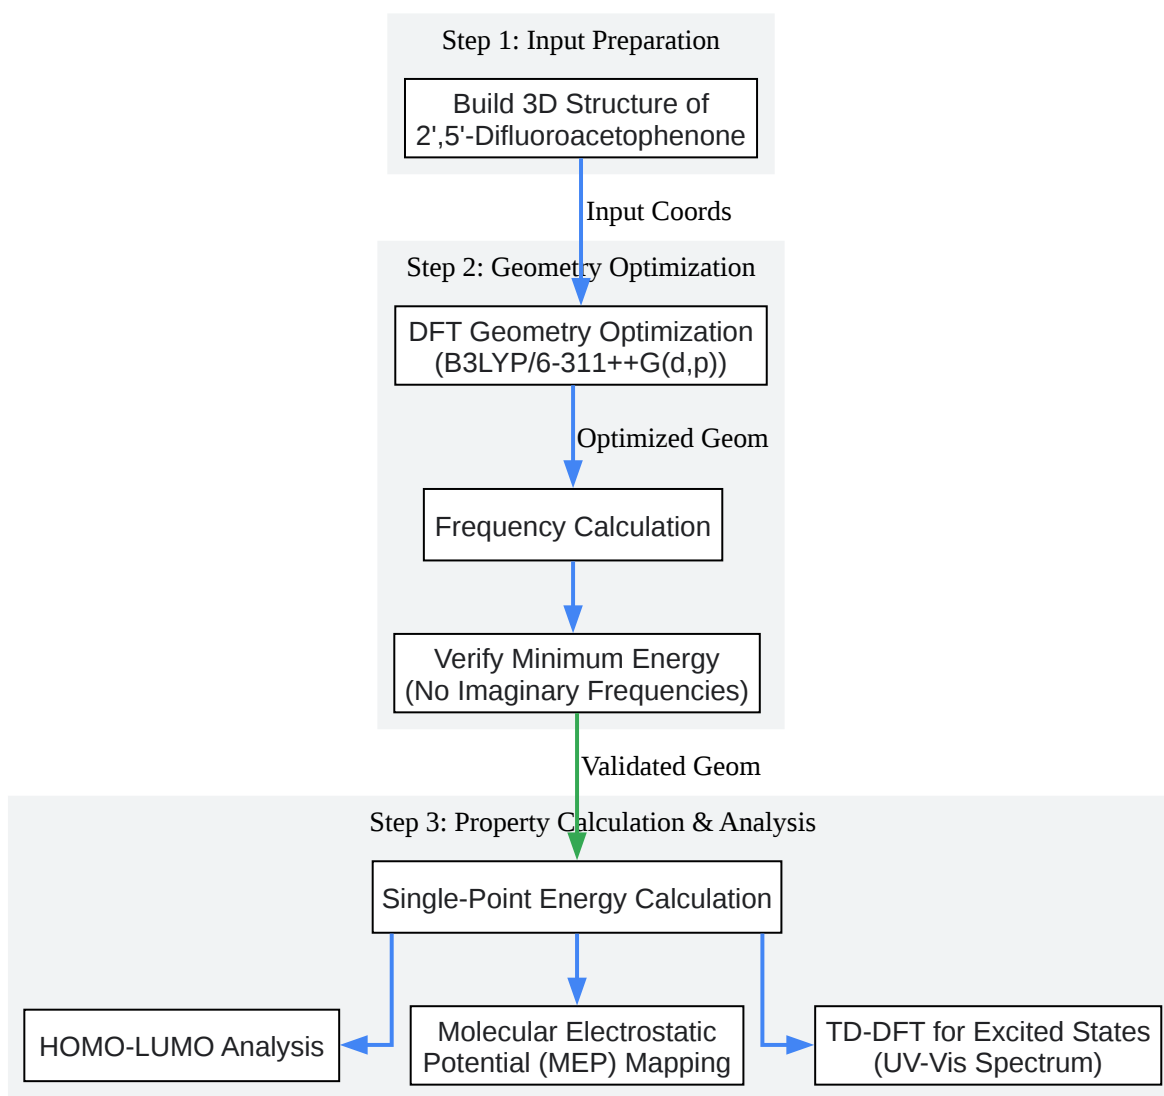 Step 1: Input Preparation
Build 3D Structure of
2',5'-Difluoroacetophenone
Input Coords
Step 2: Geometry Optimization
DFT Geometry Optimization
(B3LYP/6-311++G(d,p))
Optimized Geom
Frequency Calculation
Verify Minimum Energy
(No Imaginary Frequencies)
Validated Geom
Step 3: Property Calculation & Analysis
Single-Point Energy Calculation
HOMO-LUMO Analysis
Molecular Electrostatic
Potential (MEP) Mapping
TD-DFT for Excited States
(UV-Vis Spectrum)